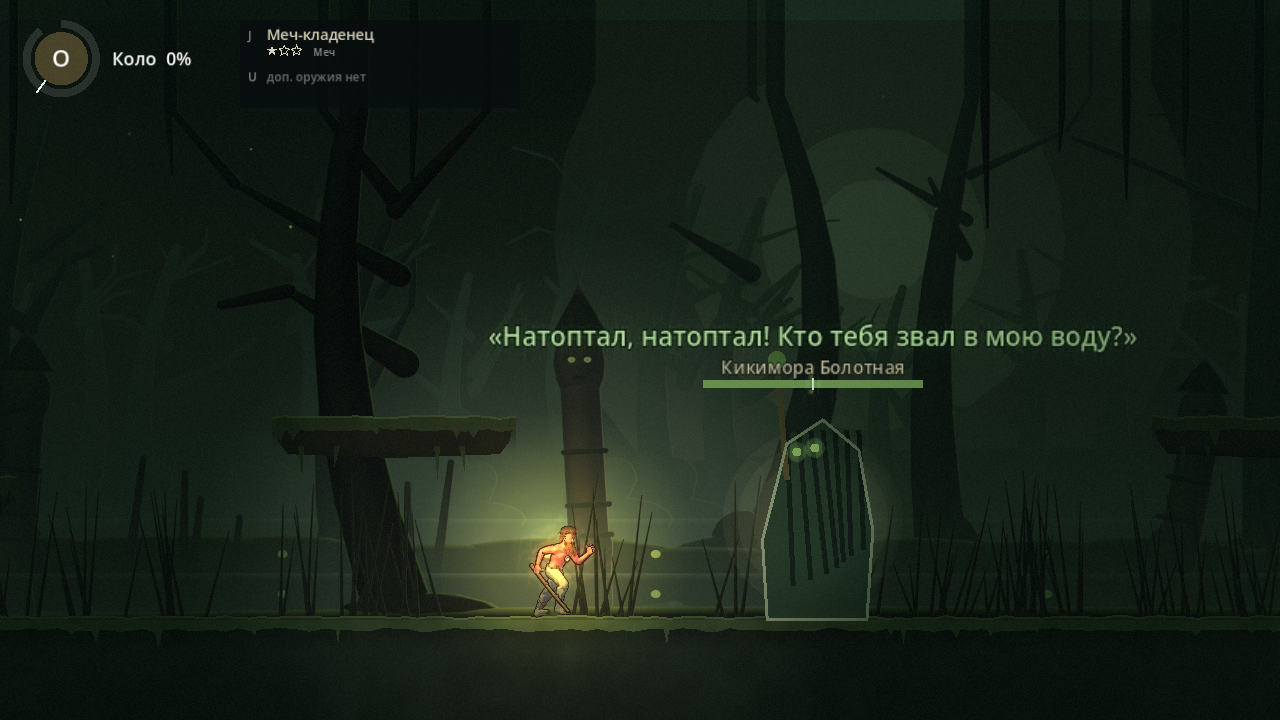 О
Коло 0%
J Меч-кладенец
★☆☆ Меч
U доп. оружия нет
«Натоптал, натоптал! Кто тебя звал в мою воду?»
Кикимора Болотная